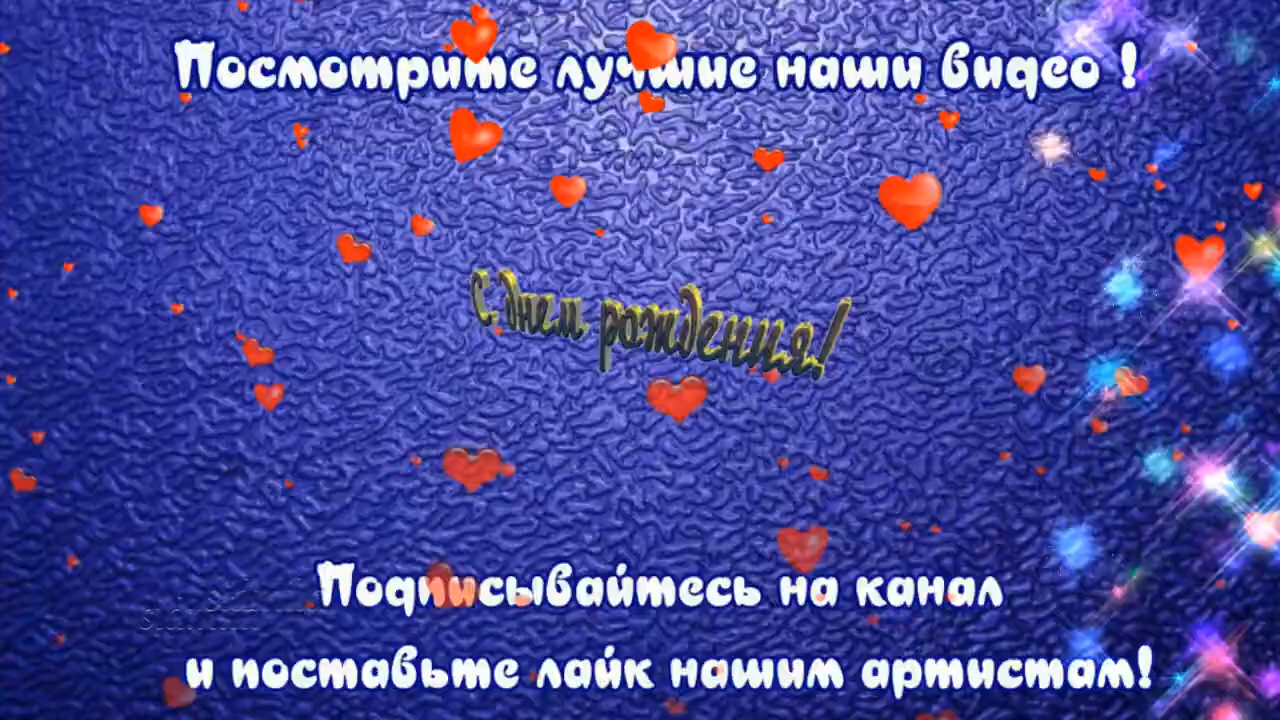 Посмотрите лучшие наши видео !
С днем рождения!
Подписывайтесь на канал
и поставьте лайк нашим артистам!